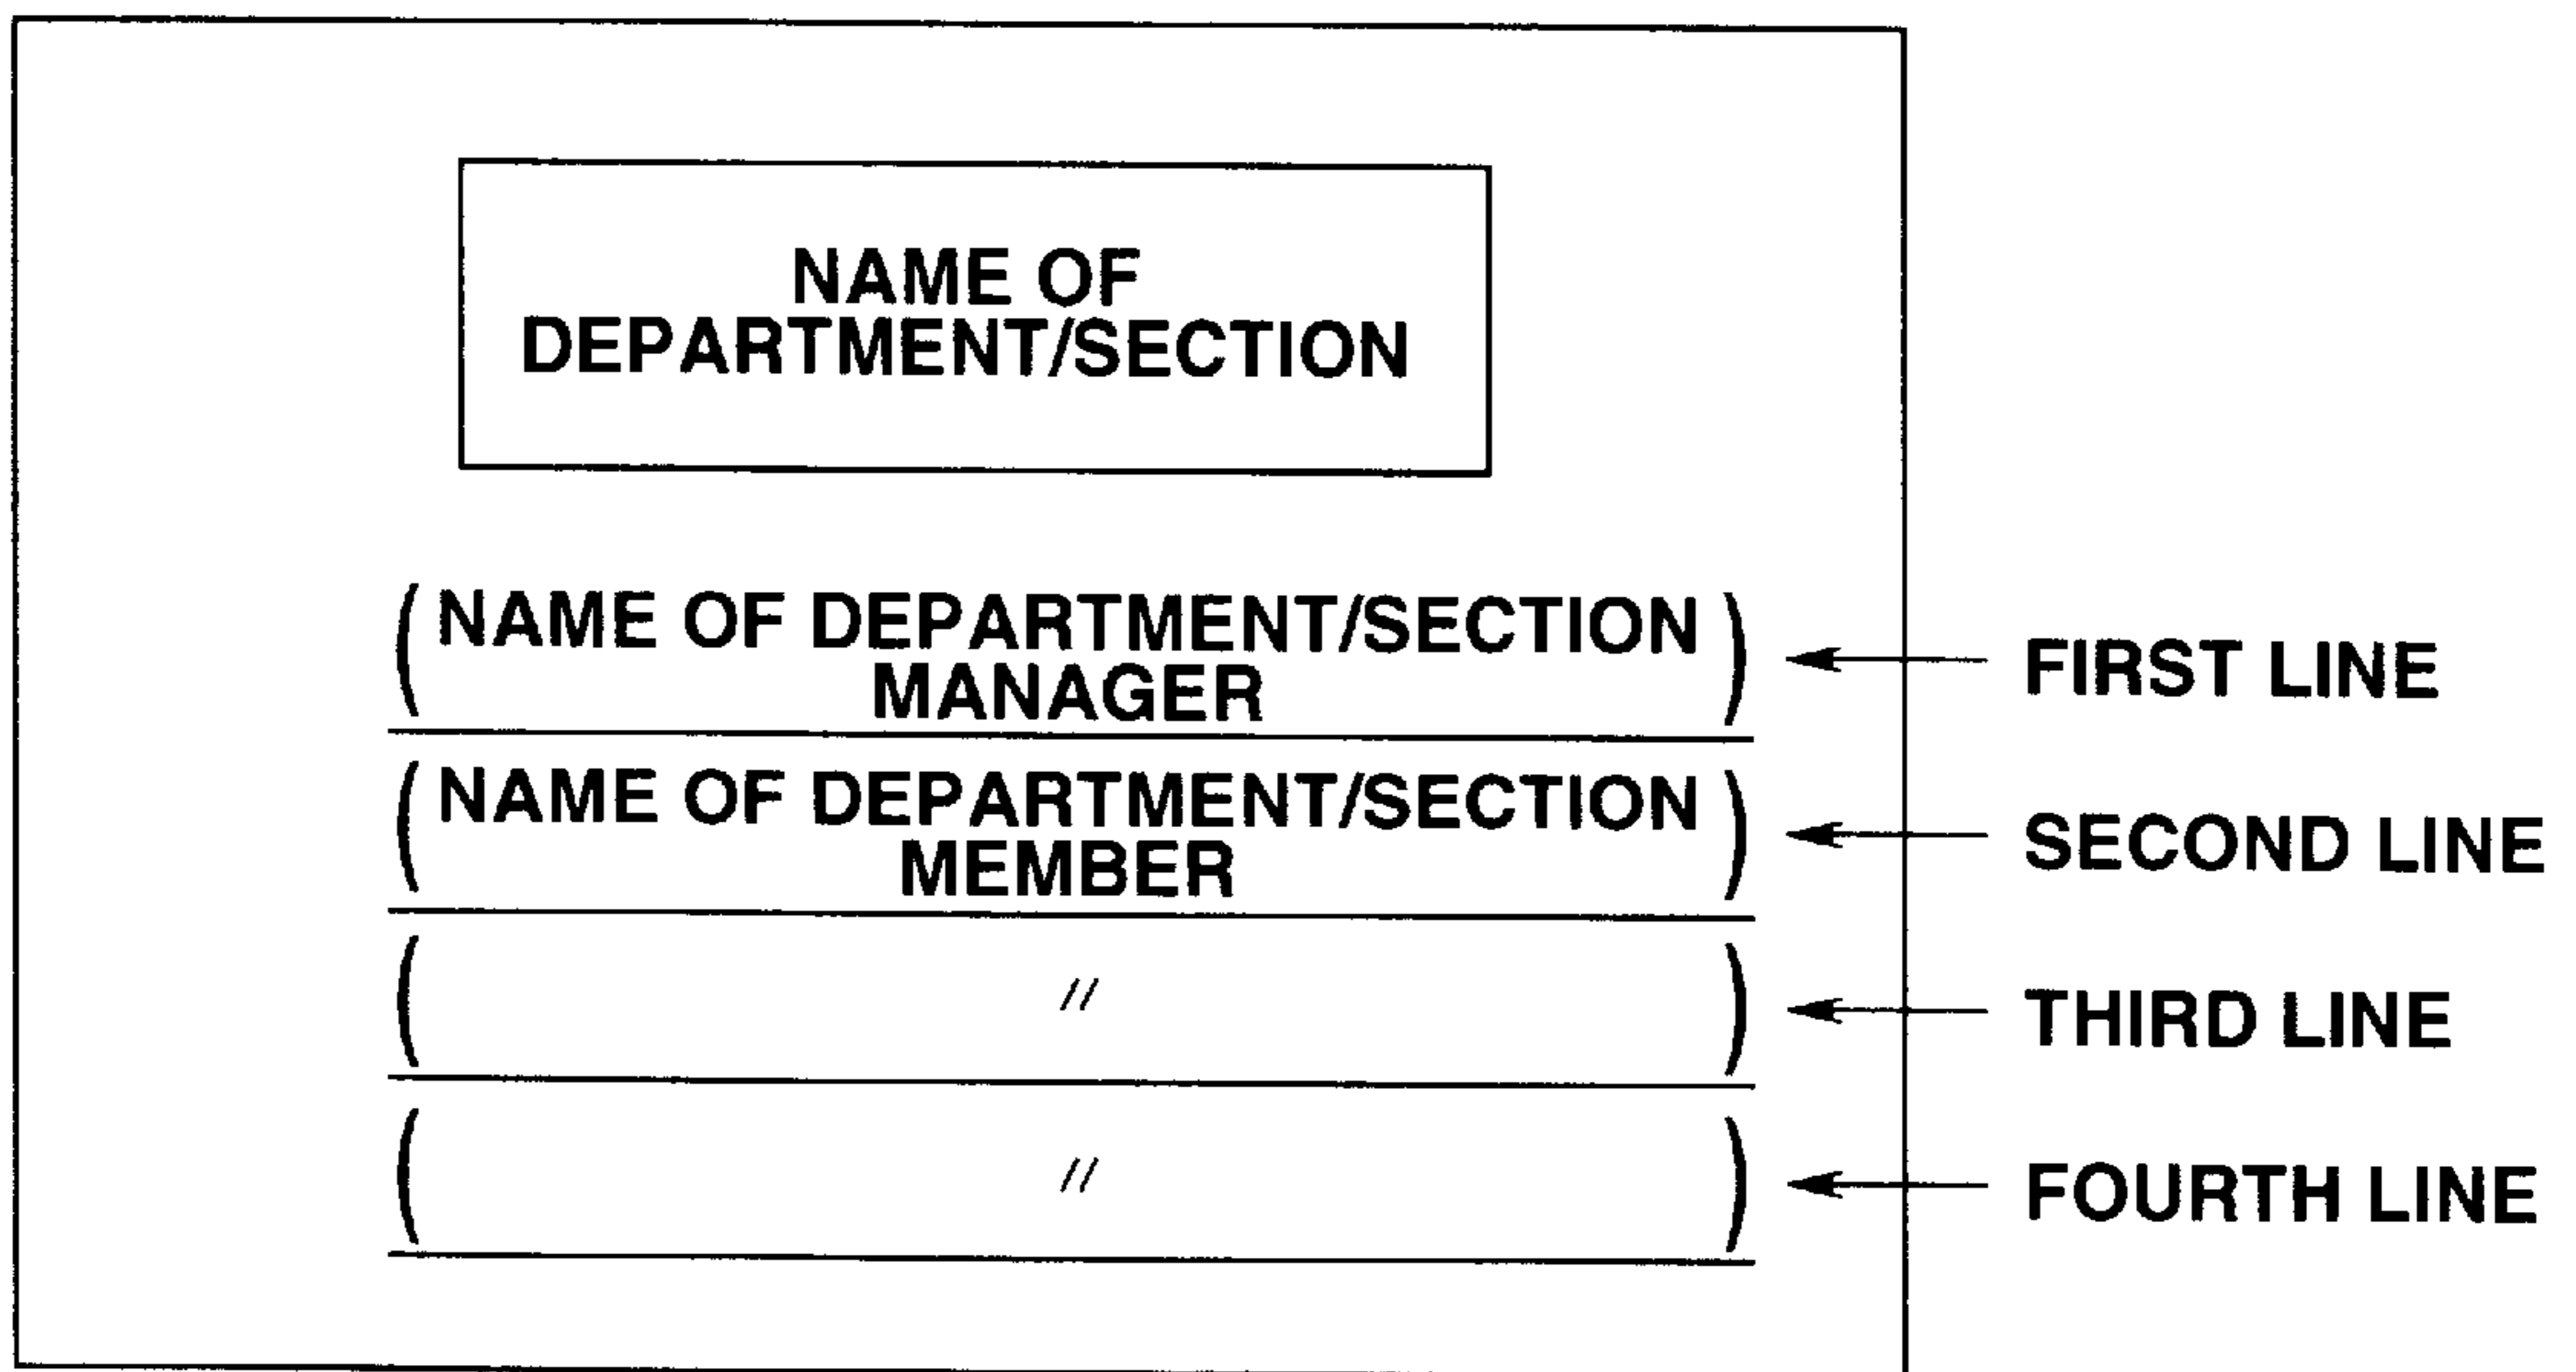 NAME OF
DEPARTMENT/SECTION
( NAME OF DEPARTMENT/SECTION
MANAGER )
FIRST LINE
( NAME OF DEPARTMENT/SECTION
MEMBER )
SECOND LINE
( 〃 )
THIRD LINE
( 〃 )
FOURTH LINE